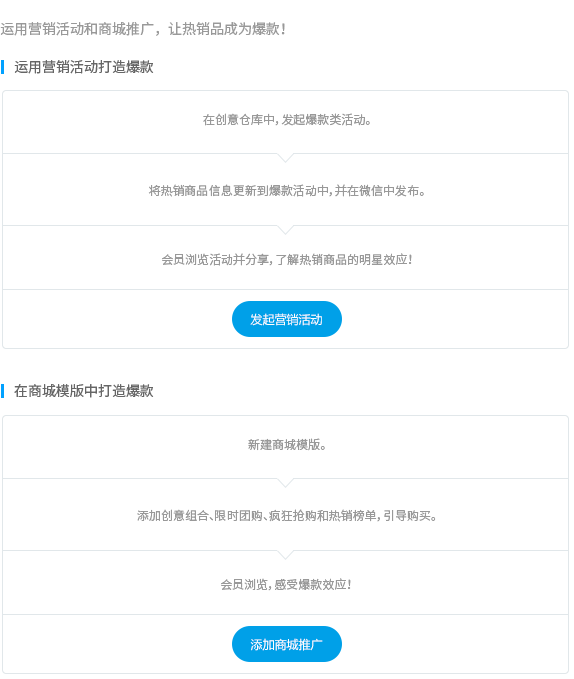 运用营销活动和商城推广，让热销品成为爆款！
运用营销活动打造爆款
在创意仓库中，发起爆款类活动。
将热销商品信息更新到爆款活动中，并在微信中发布。
会员浏览活动并分享，了解热销商品的明星效应！
发起营销活动
在商城模版中打造爆款
新建商城模版。
添加创意组合、限时团购、疯狂抢购和热销榜单，引导购买。
会员浏览，感受爆款效应！
添加商城推广